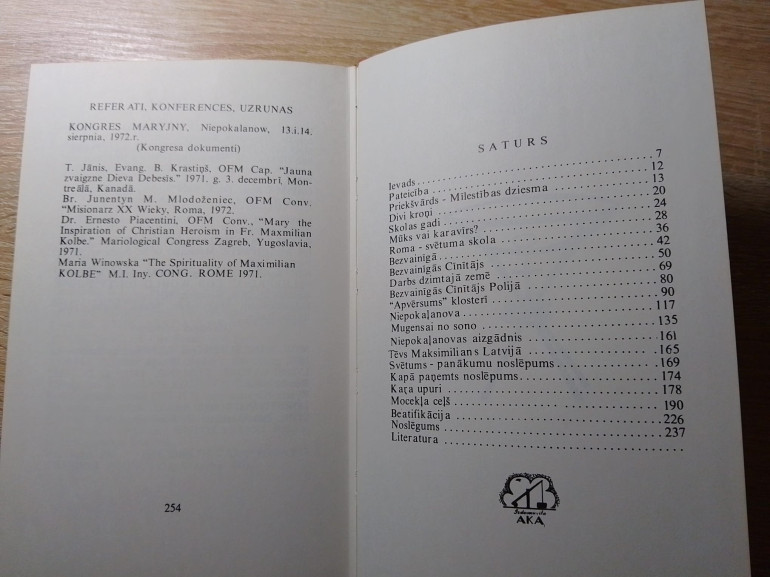 REFERATI, KONFERENCES, UZRUNAS
KONGRES MARYJNY, Niepokalanow, 13.i.14.
sierpnia, 1972.r.
(Kongresa dokumenti)
T. Jānis, Evang. B. Krastiņš, OFM Cap. “Jauna
zvaigzne Dieva Debesīs.” 1971. g. 3. decembrī, Mont-
reālā, Kanadā.
Br. Junentyn M. Mlodożeniec, OFM Conv.
“Misionarz XX Wieky, Roma, 1972.
Dr. Ernesto Piacentini, OFM Conv., “Mary the
Inspiration of Christian Heroism in Fr. Maxmilian
Kolbe.” Mariological Congress Zagreb, Yugoslavia,
1971.
Maria Winowska “The Spirituality of Maximilian
KOLBE” M.I. Iny. CONG. ROME 1971.
254
SATURS
Ievads 7
Pateicība 12
Priekšvārds - Mīlestības dziesma 13
Divi kroņi 20
Skolas gadi 24
Mūks vai karavīrs? 28
Roma - svētuma skola 36
Bezvainīgā 42
Bezvainīgās Cīnītājs 50
Darbs dzimtajā zemē 69
Bezvainīgās Cīnītājs Polijā 80
“Apvērsums” klosterī 90
Niepokaļanova 117
Mugensai no sono 135
Niepokaļanovas aizgādnis 161
Tēvs Maksimilians Latvijā 165
Svētums - panākumu noslēpums 169
Kapā paņemts noslēpums 174
Kaŗa upuri 178
Mocekļa ceļš 190
Beatifikācija 226
Noslēgums 237
Literatura
AKA